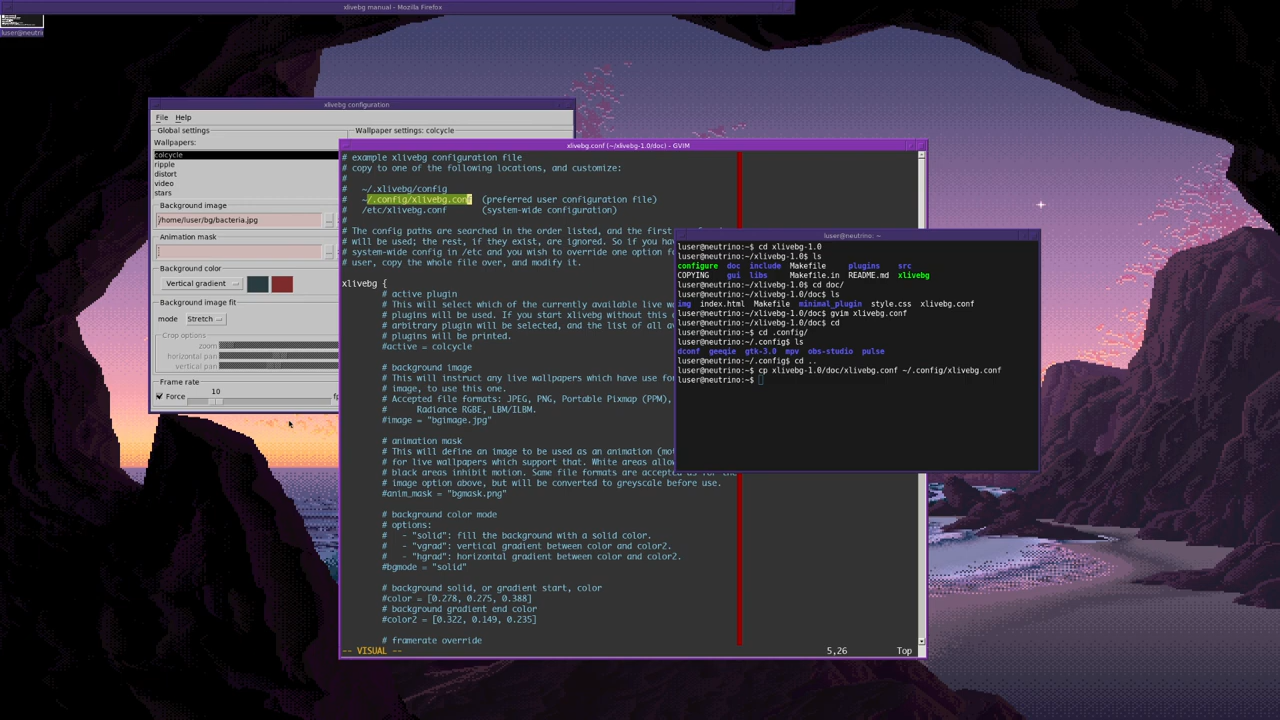 xlivebg manual - Mozilla Firefox
luser@neutri
xlivebg configuration
File Help
Global settings
Wallpapers:
colcycle
ripple
distort
video
stars
Background image
/home/luser/bg/bacteria.jpg
Animation mask
Background color
Vertical gradient
Background image fit
mode Stretch
Crop options
zoom
horizontal pan
vertical pan
Frame rate
Force 10 fp
Wallpaper settings: colcycle
xlivebg.conf (~/xlivebg-1.0/doc) - GVIM
# example xlivebg configuration file
# copy to one of the following locations, and customize:
#
#   ~/.xlivebg/config
#   ~/.config/xlivebg.conf  (preferred user configuration file)
#   /etc/xlivebg.conf       (system-wide configuration)
#
# The config paths are searched in the order listed, and the first
# will be used; the rest, if they exist, are ignored. So if you hav
# system-wide config in /etc and you wish to override one option f
# user, copy the whole file over, and modify it.
xlivebg {
# active plugin
# This will select which of the currently available live w
# plugins will be used. If you start xlivebg without this
# arbitrary plugin will be selected, and the list of all av
# plugins will be printed.
#active = colcycle
# background image
# This will instruct any live wallpapers which have use fo
# image, to use this one.
# Accepted file formats: JPEG, PNG, Portable Pixmap (PPM),
#       Radiance RGBE, LBM/ILBM.
#image = "bgimage.jpg"
# animation mask
# This will define an image to be used as an animation (mo
# for live wallpapers which support that. White areas allow
# black areas inhibit motion. Same file formats are accepted as for the
# image option above, but will be converted to greyscale before use.
#anim_mask = "bgmask.png"
# background color mode
# options:
#   - "solid": fill the background with a solid color.
#   - "vgrad": vertical gradient between color and color2.
#   - "hgrad": horizontal gradient between color and color2.
#bgmode = "solid"
# background solid, or gradient start, color
#color = [0.278, 0.275, 0.388]
# background gradient end color
#color2 = [0.322, 0.149, 0.235]
# framerate override
-- VISUAL -- 5,26 Top
luser@neutrino: ~
luser@neutrino:~$ cd xlivebg-1.0
luser@neutrino:~/xlivebg-1.0$ ls
configure  doc  include  Makefile     plugins    src
COPYING    gui  libs     Makefile.in  README.md  xlivebg
luser@neutrino:~/xlivebg-1.0$ cd doc/
luser@neutrino:~/xlivebg-1.0/doc$ ls
img  index.html  Makefile  minimal_plugin  style.css  xlivebg.conf
luser@neutrino:~/xlivebg-1.0/doc$ gvim xlivebg.conf
luser@neutrino:~/xlivebg-1.0/doc$ cd
luser@neutrino:~$ cd .config/
luser@neutrino:~/.config$ ls
dconf  geeqie  gtk-3.0  mpv  obs-studio  pulse
luser@neutrino:~/.config$ cd ..
luser@neutrino:~$ cp xlivebg-1.0/doc/xlivebg.conf ~/.config/xlivebg.conf
luser@neutrino:~$